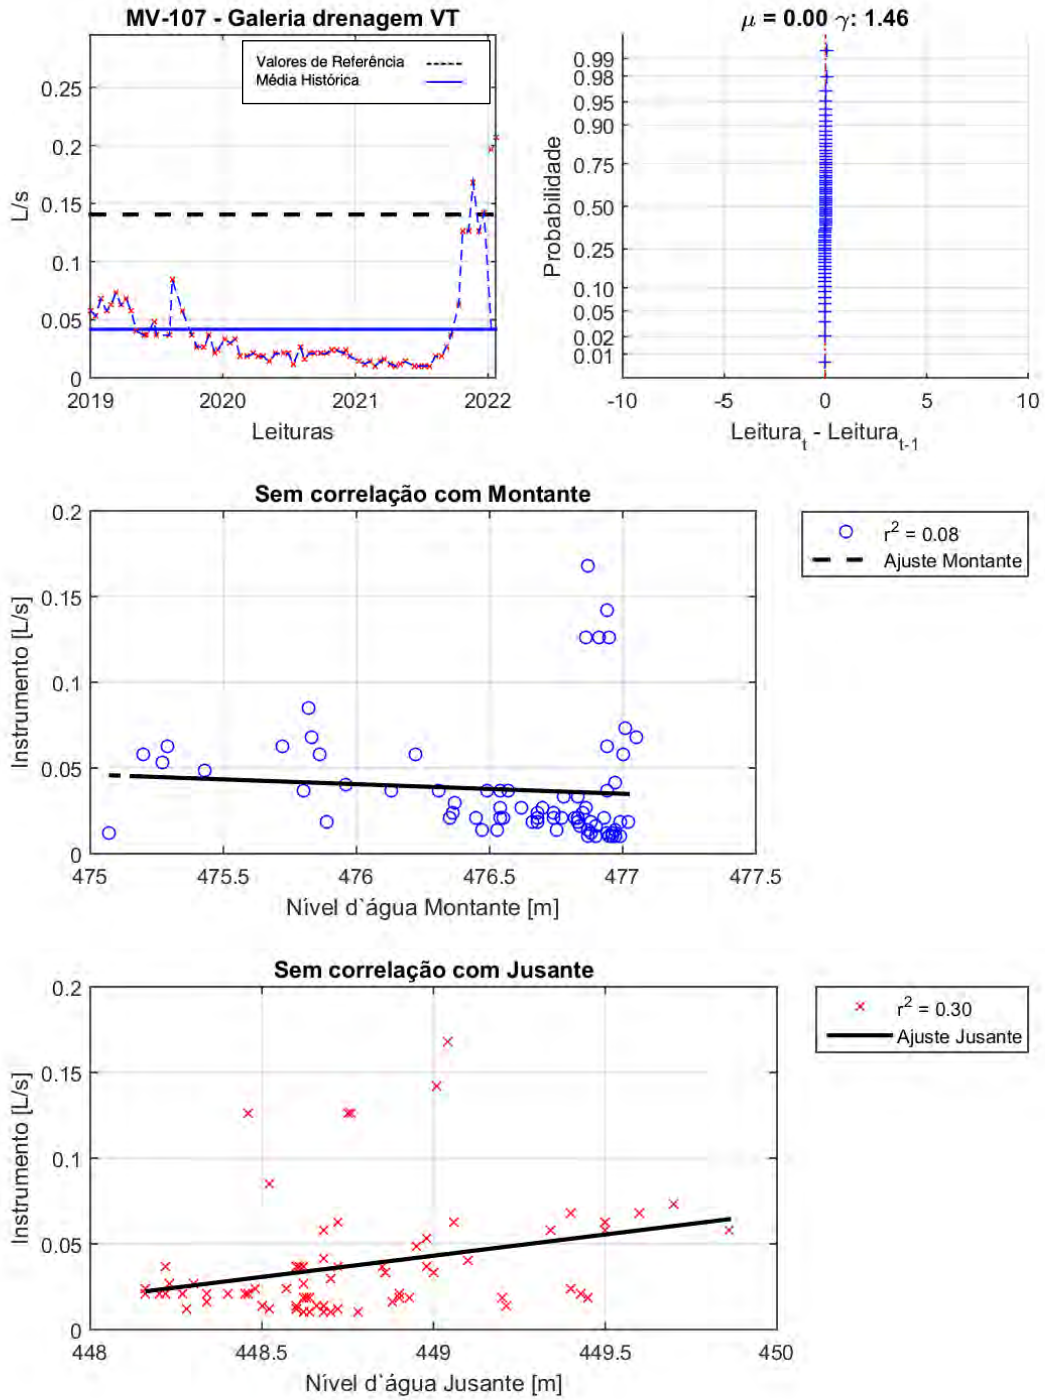 MV-107 - Galeria drenagem VT
Valores de Referência
Média Histórica
0.25
0.2
0.15
0.1
0.05
0
L/s
2019
2020
2021
2022
Leituras
μ = 0.00 γ: 1.46
0.99
0.98
0.95
0.90
0.75
0.50
0.25
0.10
0.05
0.02
0.01
Probabilidade
-10
-5
0
5
10
Leitura_t - Leitura_t-1
Sem correlação com Montante
0.2
0.15
0.1
0.05
0
Instrumento [L/s]
475
475.5
476
476.5
477
477.5
Nível d`água Montante [m]
r² = 0.08
Ajuste Montante
Sem correlação com Jusante
0.2
0.15
0.1
0.05
0
Instrumento [L/s]
448
448.5
449
449.5
450
Nível d`água Jusante [m]
r² = 0.30
Ajuste Jusante